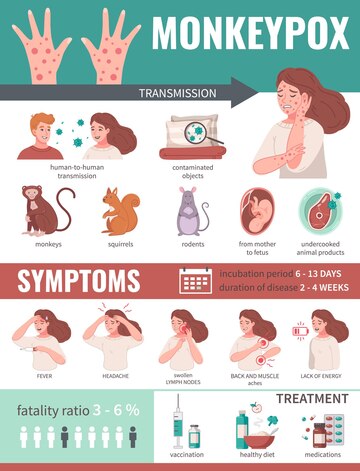 MONKEYPOX
TRANSMISSION
human-to-human
transmission
contaminated
objects
monkeys
squirrels
rodents
from mother
to fetus
undercooked
animal products
SYMPTOMS
incubation period 6 - 13 DAYS
duration of disease 2 - 4 WEEKS
FEVER
HEADACHE
swollen
LYMPH NODES
BACK AND MUSCLE
aches
LACK OF ENERGY
fatality ratio 3 - 6 %
TREATMENT
vaccination
healthy diet
medications